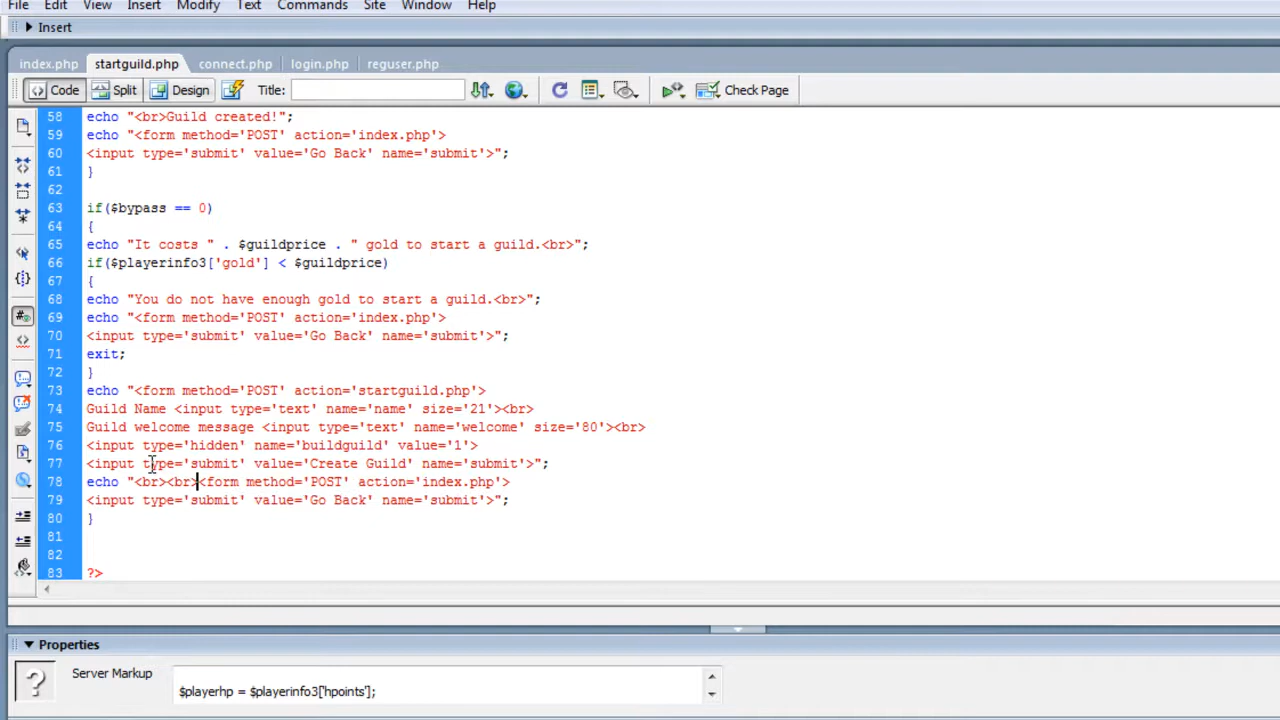 File Edit View Insert Modify Text Commands Site Window Help
Insert
index.php startguild.php connect.php login.php reguser.php
Code Split Design Title: Check Page
58 echo "<br>Guild created!";
59 echo "<form method='POST' action='index.php'>
60 <input type='submit' value='Go Back' name='submit'>";
61 }
62
63 if($bypass == 0)
64 {
65 echo "It costs " . $guildprice . " gold to start a guild.<br>";
66 if($playerinfo3['gold'] < $guildprice)
67 {
68 echo "You do not have enough gold to start a guild.<br>";
69 echo "<form method='POST' action='index.php'>
70 <input type='submit' value='Go Back' name='submit'>";
71 exit;
72 }
73 echo "<form method='POST' action='startguild.php'>
74 Guild Name <input type='text' name='name' size='21'><br>
75 Guild welcome message <input type='text' name='welcome' size='80'><br>
76 <input type='hidden' name='buildguild' value='1'>
77 <input type='submit' value='Create Guild' name='submit'>";
78 echo "<br><br><form method='POST' action='index.php'>
79 <input type='submit' value='Go Back' name='submit'>";
80 }
81
82
83 ?>
Properties
Server Markup
$playerhp = $playerinfo3['hpoints'];